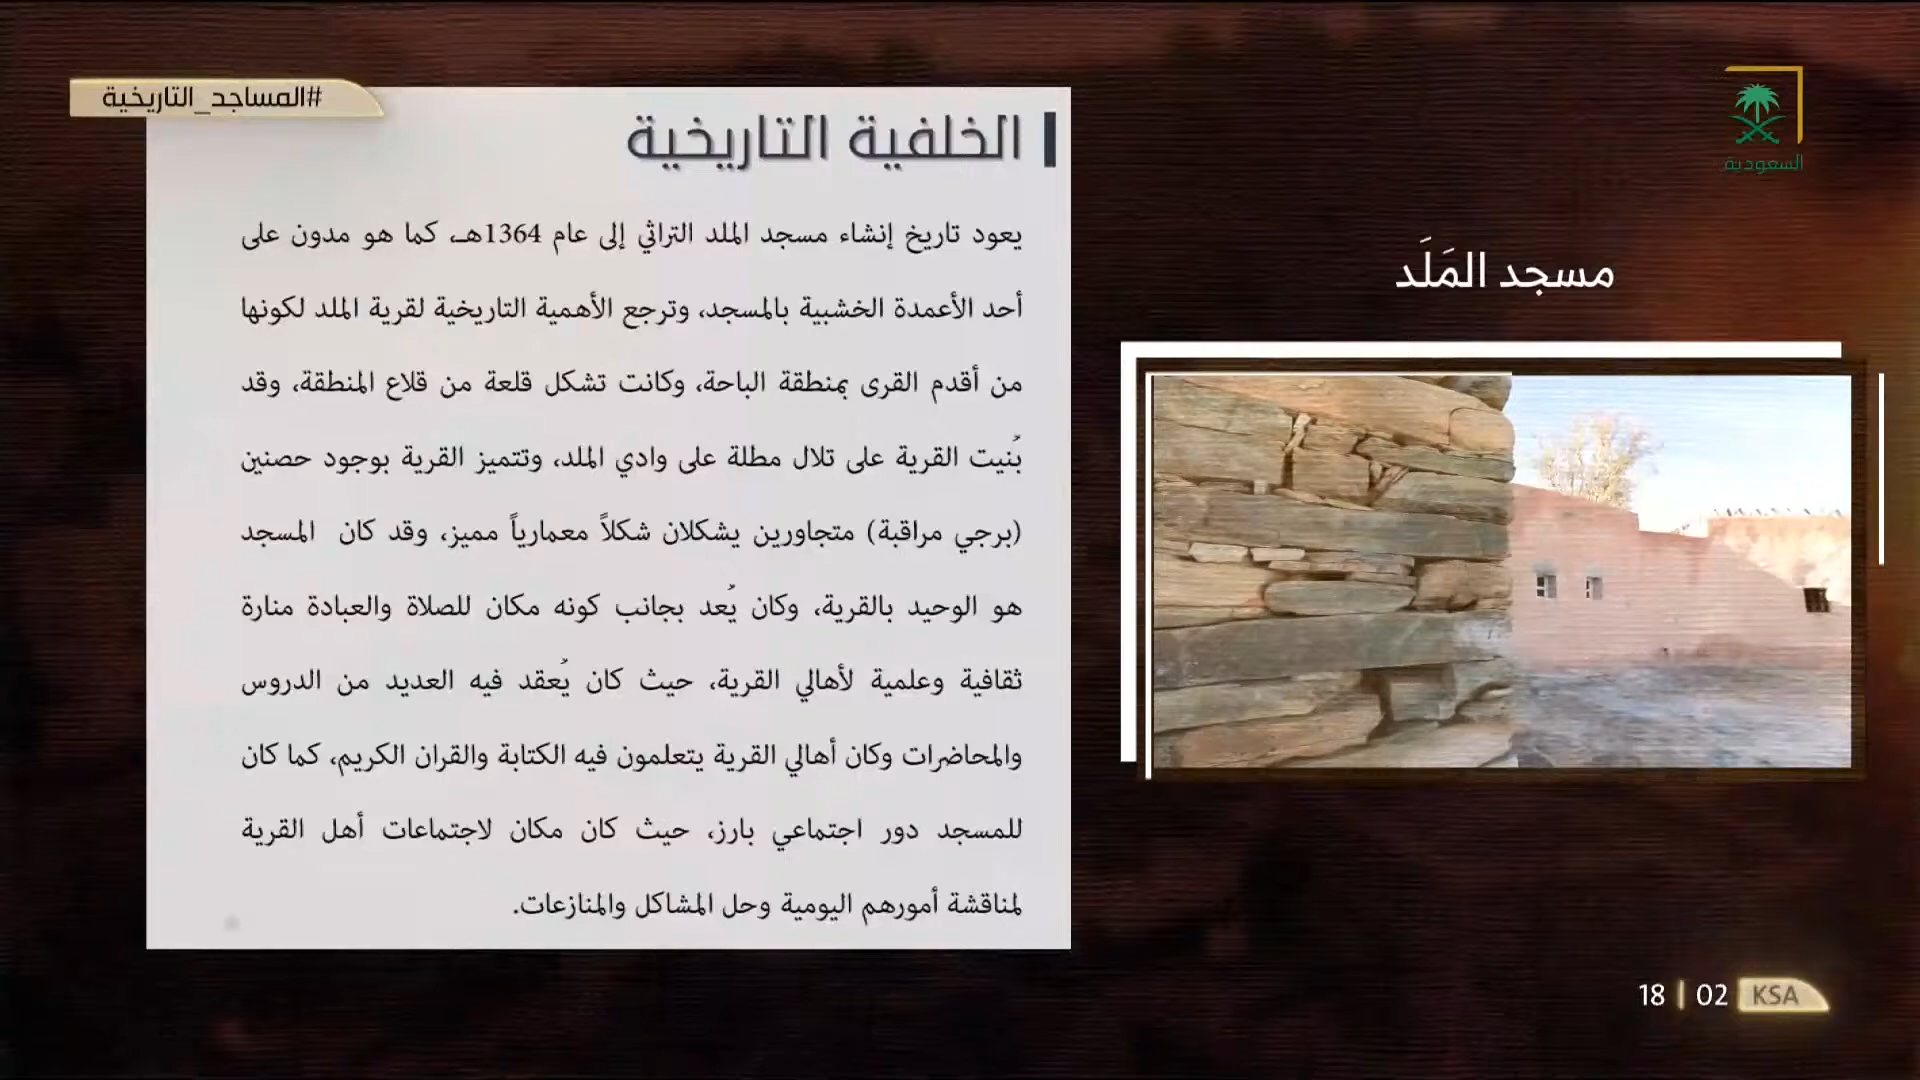 #المساجد_التاريخية
السعودية
الخلفية التاريخية
يعود تاريخ إنشاء مسجد الملد التراثي إلى عام 1364هـ، كما هو مدون على
أحد الأعمدة الخشبية بالمسجد، وترجع الأهمية التاريخية لقرية الملد لكونها
من أقدم القرى بمنطقة الباحة، وكانت تشكل قلعة من قلاع المنطقة، وقد
بُنيت القرية على تلال مطلة على وادي الملد، وتتميز القرية بوجود حصنين
(برجي مراقبة) متجاورين يشكلان شكلاً معمارياً مميز، وقد كان المسجد
هو الوحيد بالقرية، وكان يُعد بجانب كونه مكان للصلاة والعبادة منارة
ثقافية وعلمية لأهالي القرية، حيث كان يُعقد فيه العديد من الدروس
والمحاضرات وكان أهالي القرية يتعلمون فيه الكتابة والقران الكريم، كما كان
للمسجد دور اجتماعي بارز، حيث كان مكان لاجتماعات أهل القرية
لمناقشة أمورهم اليومية وحل المشاكل والمنازعات.
مسجد المَلَد
18 | 02 KSA